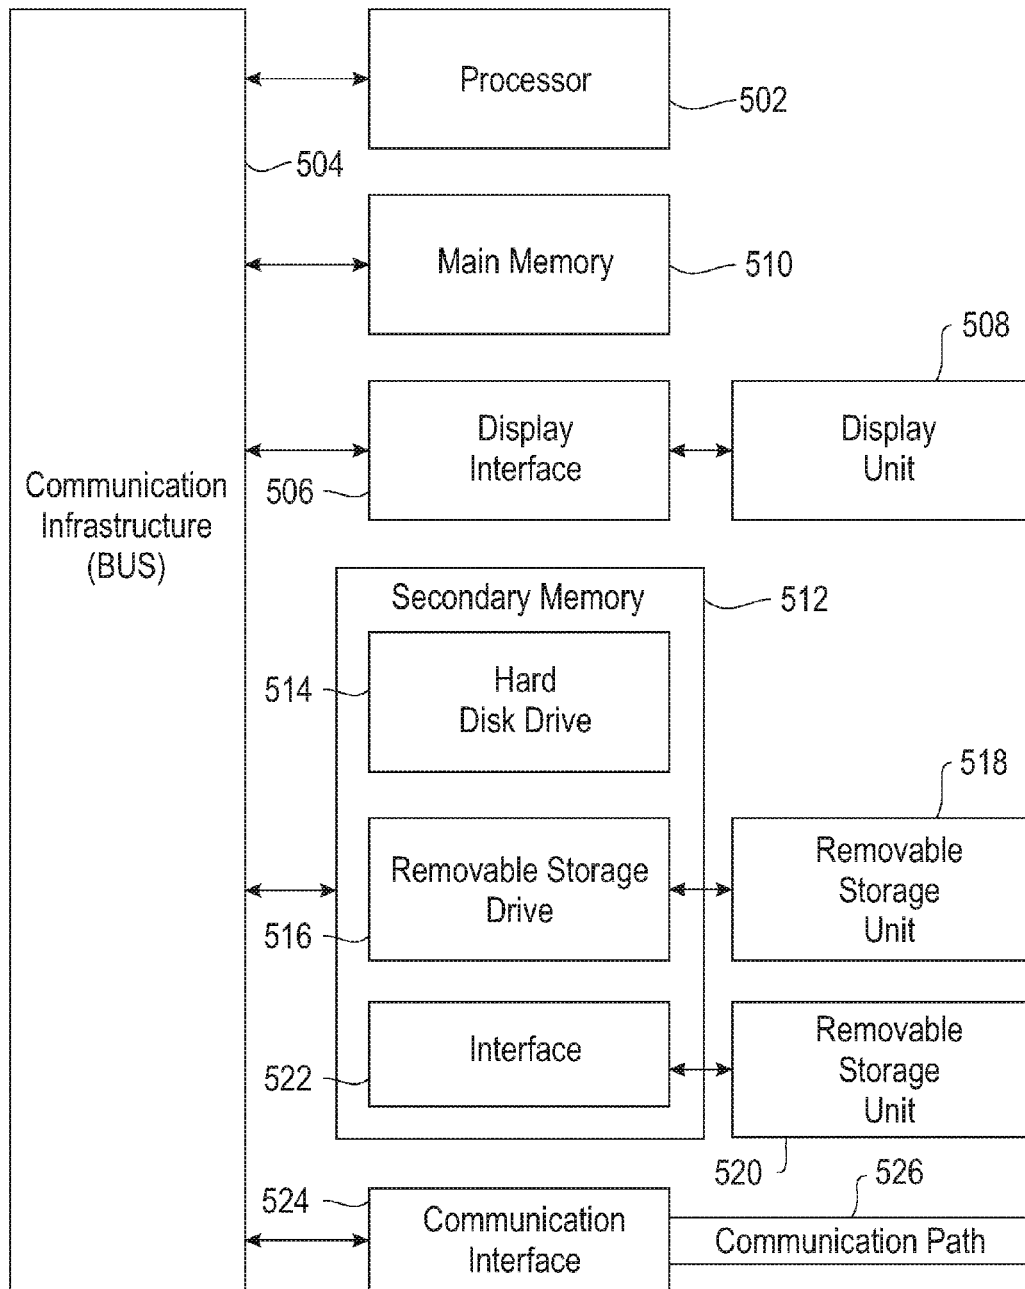 Processor
502
504
Main Memory
510
508
Display
Interface
Display
Unit
506
Communication
Infrastructure
(BUS)
Secondary Memory
512
514
Hard
Disk Drive
518
Removable Storage
Drive
Removable
Storage
Unit
516
Interface
Removable
Storage
Unit
522
520
526
524
Communication
Interface
Communication Path